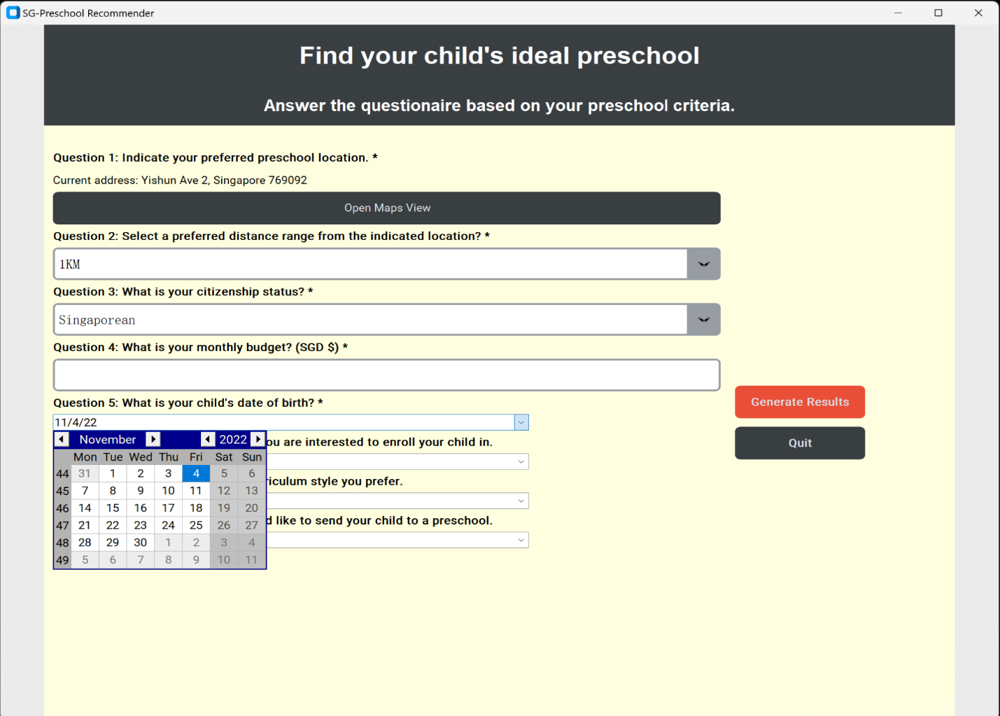 SG-Preschool Recommender
Find your child's ideal preschool
Answer the questionaire based on your preschool criteria.
Question 1: Indicate your preferred preschool location. *
Current address: Yishun Ave 2, Singapore 769092
Open Maps View
Question 2: Select a preferred distance range from the indicated location? *
1KM
Question 3: What is your citizenship status? *
Singaporean
Question 4: What is your monthly budget? (SGD $) *
Question 5: What is your child's date of birth? *
11/4/22
November 2022
Mon Tue Wed Thu Fri Sat Sun
44 31 1 2 3 4 5 6
45 7 8 9 10 11 12 13
46 14 15 16 17 18 19 20
47 21 22 23 24 25 26 27
48 28 29 30 1 2 3 4
49 5 6 7 8 9 10 11
ou are interested to enroll your child in.
riculum style you prefer.
d like to send your child to a preschool.
Generate Results
Quit